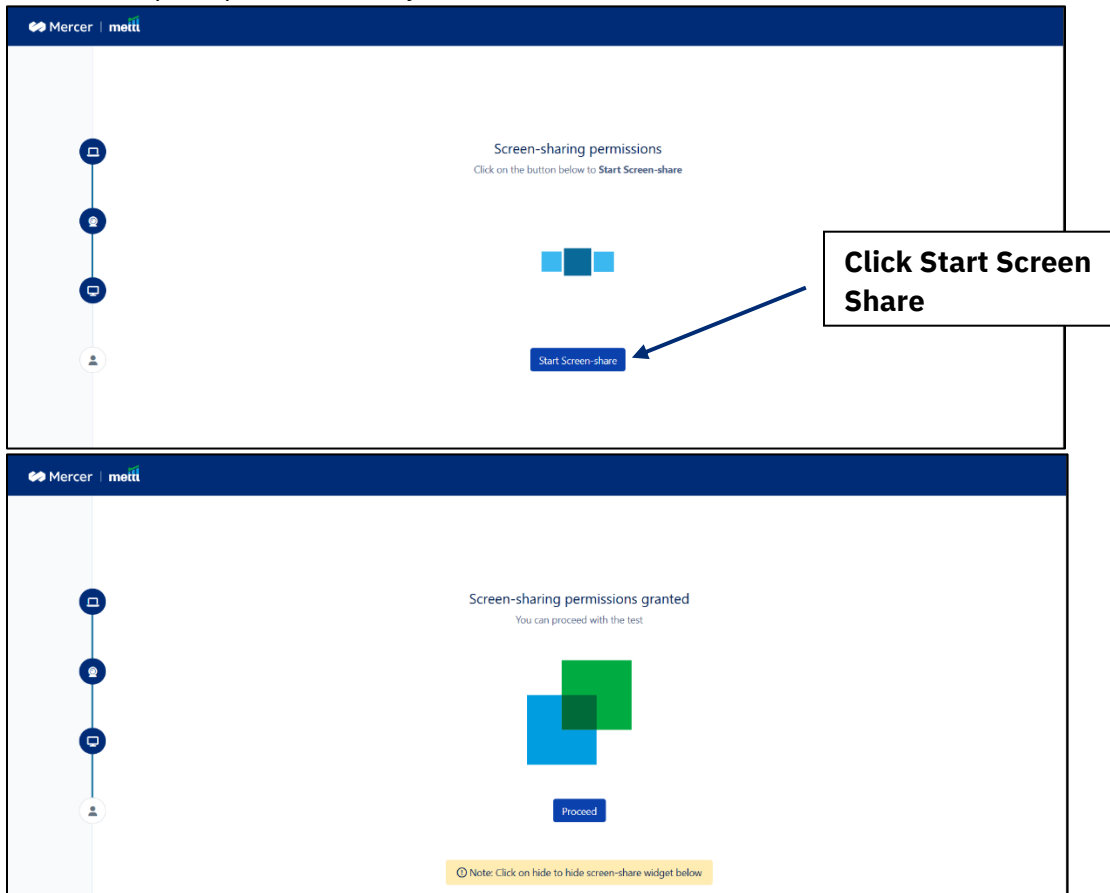 Mercer | mettl
Screen-sharing permissions
Click on the button below to Start Screen-share
Click Start Screen
Share
Start Screen-share
Mercer | mettl
Screen-sharing permissions granted
You can proceed with the test
Proceed
Note: Click on hide to hide screen-share widget below